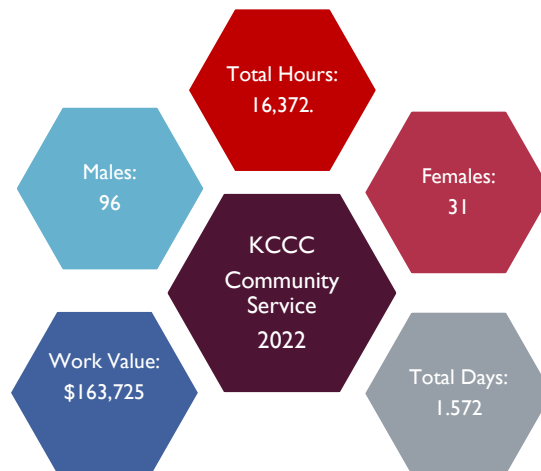 Total Hours:
16,372.
Males:
96
Females:
31
KCCC
Community
Service
2022
Work Value:
$163,725
Total Days:
1.572